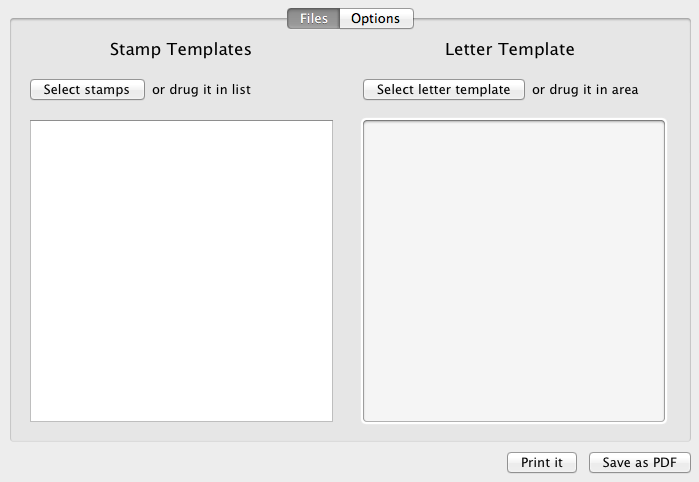 Files Options
Stamp Templates
Letter Template
Select stamps or drug it in list
Select letter template or drug it in area
Print it Save as PDF